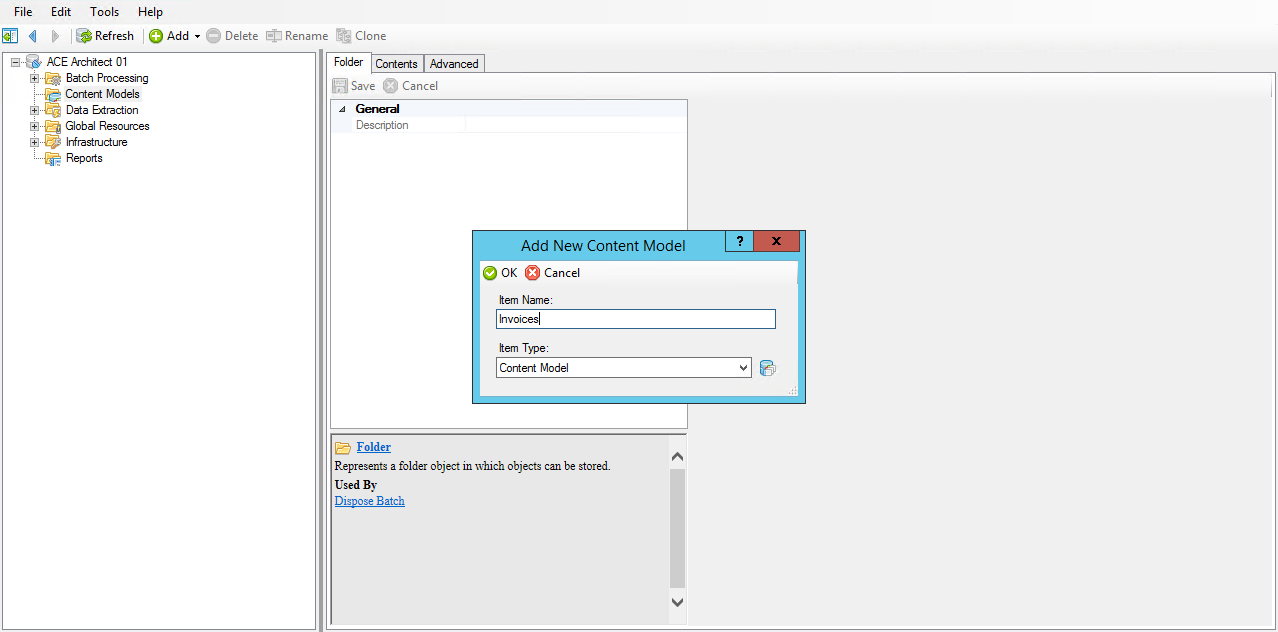 File Edit Tools Help
Refresh Add Delete Rename Clone
ACE Architect 01
Batch Processing
Content Models
Data Extraction
Global Resources
Infrastructure
Reports
Folder Contents Advanced
Save Cancel
General
Description
Add New Content Model ? X
OK Cancel
Item Name:
Invoices
Item Type:
Content Model
Folder
Represents a folder object in which objects can be stored.
Used By
Dispose Batch